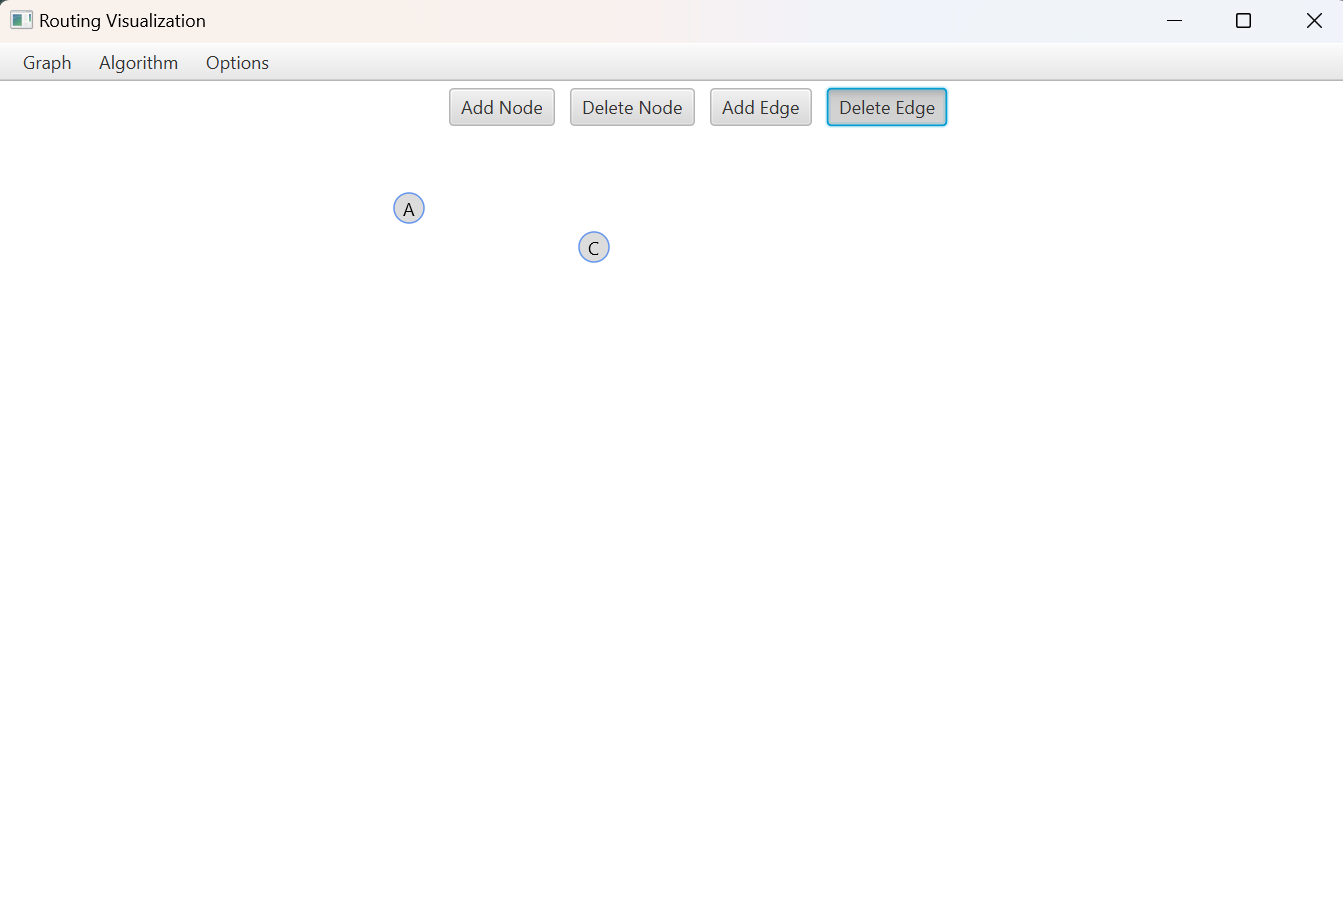 Routing Visualization
Graph Algorithm Options
Add Node Delete Node Add Edge Delete Edge
A
C